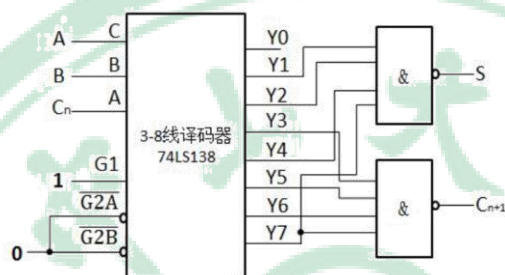 A C Y0
B B Y1
Cn A Y2
Y3
3-8线译码器 Y4
74LS138
1 G1 Y5
G2A Y6
0 G2B Y7
& S
& Cn+1